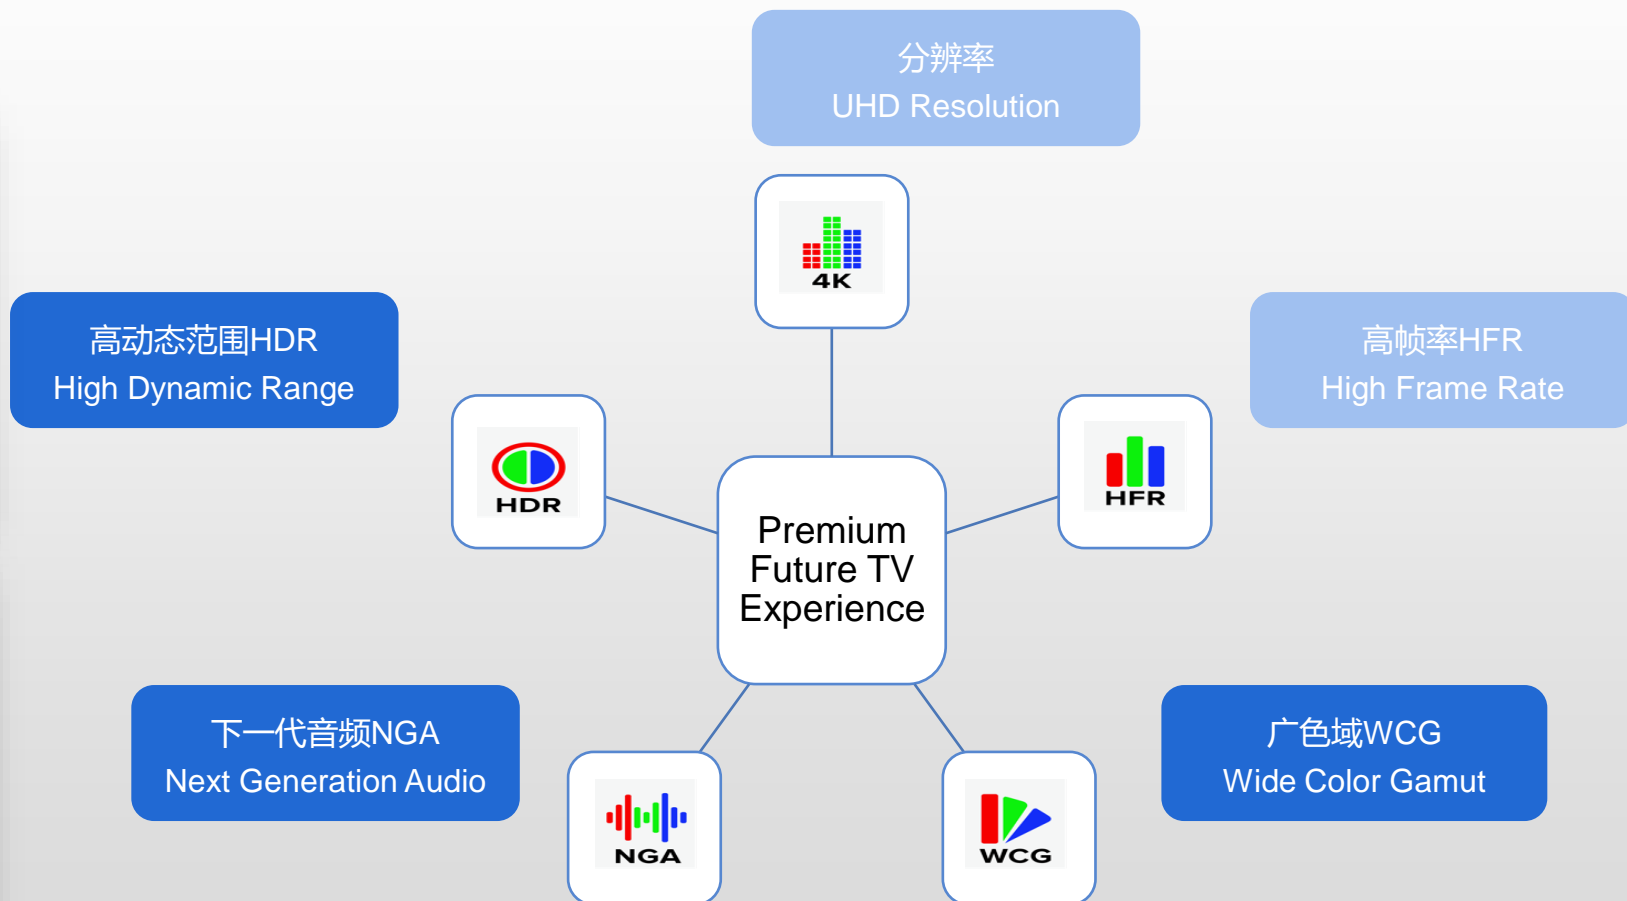 分辨率
UHD Resolution
4K
高动态范围HDR
High Dynamic Range
HDR
高帧率HFR
High Frame Rate
HFR
Premium
Future TV
Experience
下一代音频NGA
Next Generation Audio
NGA
广色域WCG
Wide Color Gamut
WCG